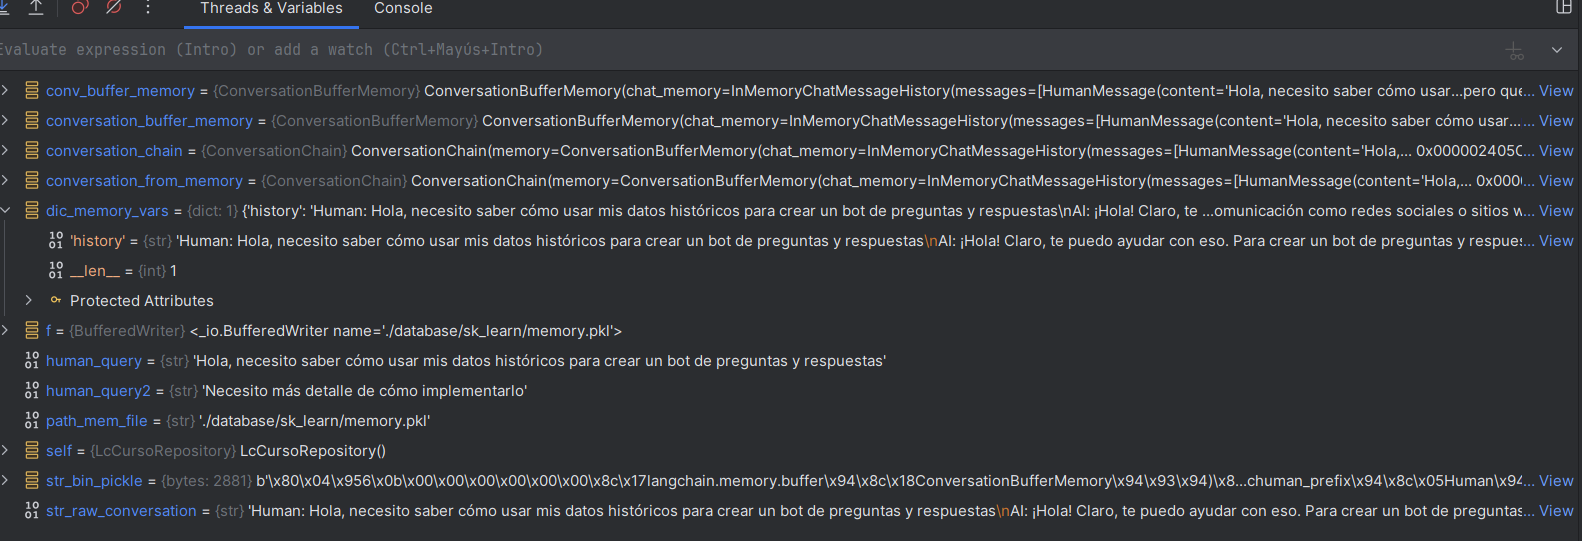 Threads & Variables Console
Evaluate expression (Intro) or add a watch (Ctrl+Mayús+Intro)
conv_buffer_memory = {ConversationBufferMemory} ConversationBufferMemory(chat_memory=InMemoryChatMessageHistory(messages=[HumanMessage(content='Hola, necesito saber cómo usar...pero que... View
conversation_buffer_memory = {ConversationBufferMemory} ConversationBufferMemory(chat_memory=InMemoryChatMessageHistory(messages=[HumanMessage(content='Hola, necesito saber cómo usar... View
conversation_chain = {ConversationChain} ConversationChain(memory=ConversationBufferMemory(chat_memory=InMemoryChatMessageHistory(messages=[HumanMessage(content='Hola,... 0x000002405C... View
conversation_from_memory = {ConversationChain} ConversationChain(memory=ConversationBufferMemory(chat_memory=InMemoryChatMessageHistory(messages=[HumanMessage(content='Hola,... 0x000... View
dic_memory_vars = {dict: 1} {'history': 'Human: Hola, necesito saber cómo usar mis datos históricos para crear un bot de preguntas y respuestas\nAI: ¡Hola! Claro, te ...omunicación como redes sociales o sitios w... View
'history' = {str} 'Human: Hola, necesito saber cómo usar mis datos históricos para crear un bot de preguntas y respuestas\nAI: ¡Hola! Claro, te puedo ayudar con eso. Para crear un bot de preguntas y respues... View
__len__ = {int} 1
Protected Attributes
f = {BufferedWriter} <_io.BufferedWriter name='./database/sk_learn/memory.pkl'>
human_query = {str} 'Hola, necesito saber cómo usar mis datos históricos para crear un bot de preguntas y respuestas'
human_query2 = {str} 'Necesito más detalle de cómo implementarlo'
path_mem_file = {str} './database/sk_learn/memory.pkl'
self = {LcCursoRepository} LcCursoRepository()
str_bin_pickle = {bytes: 2881} b'\x80\x04\x956\x0b\x00\x00\x00\x00\x00\x00\x8c\x17langchain.memory.buffer\x94\x8c\x18ConversationBufferMemory\x94\x93\x94)\x8...chuman_prefix\x94\x8c\x05Human\x94... View
str_raw_conversation = {str} 'Human: Hola, necesito saber cómo usar mis datos históricos para crear un bot de preguntas y respuestas\nAI: ¡Hola! Claro, te puedo ayudar con eso. Para crear un bot de preguntas... View